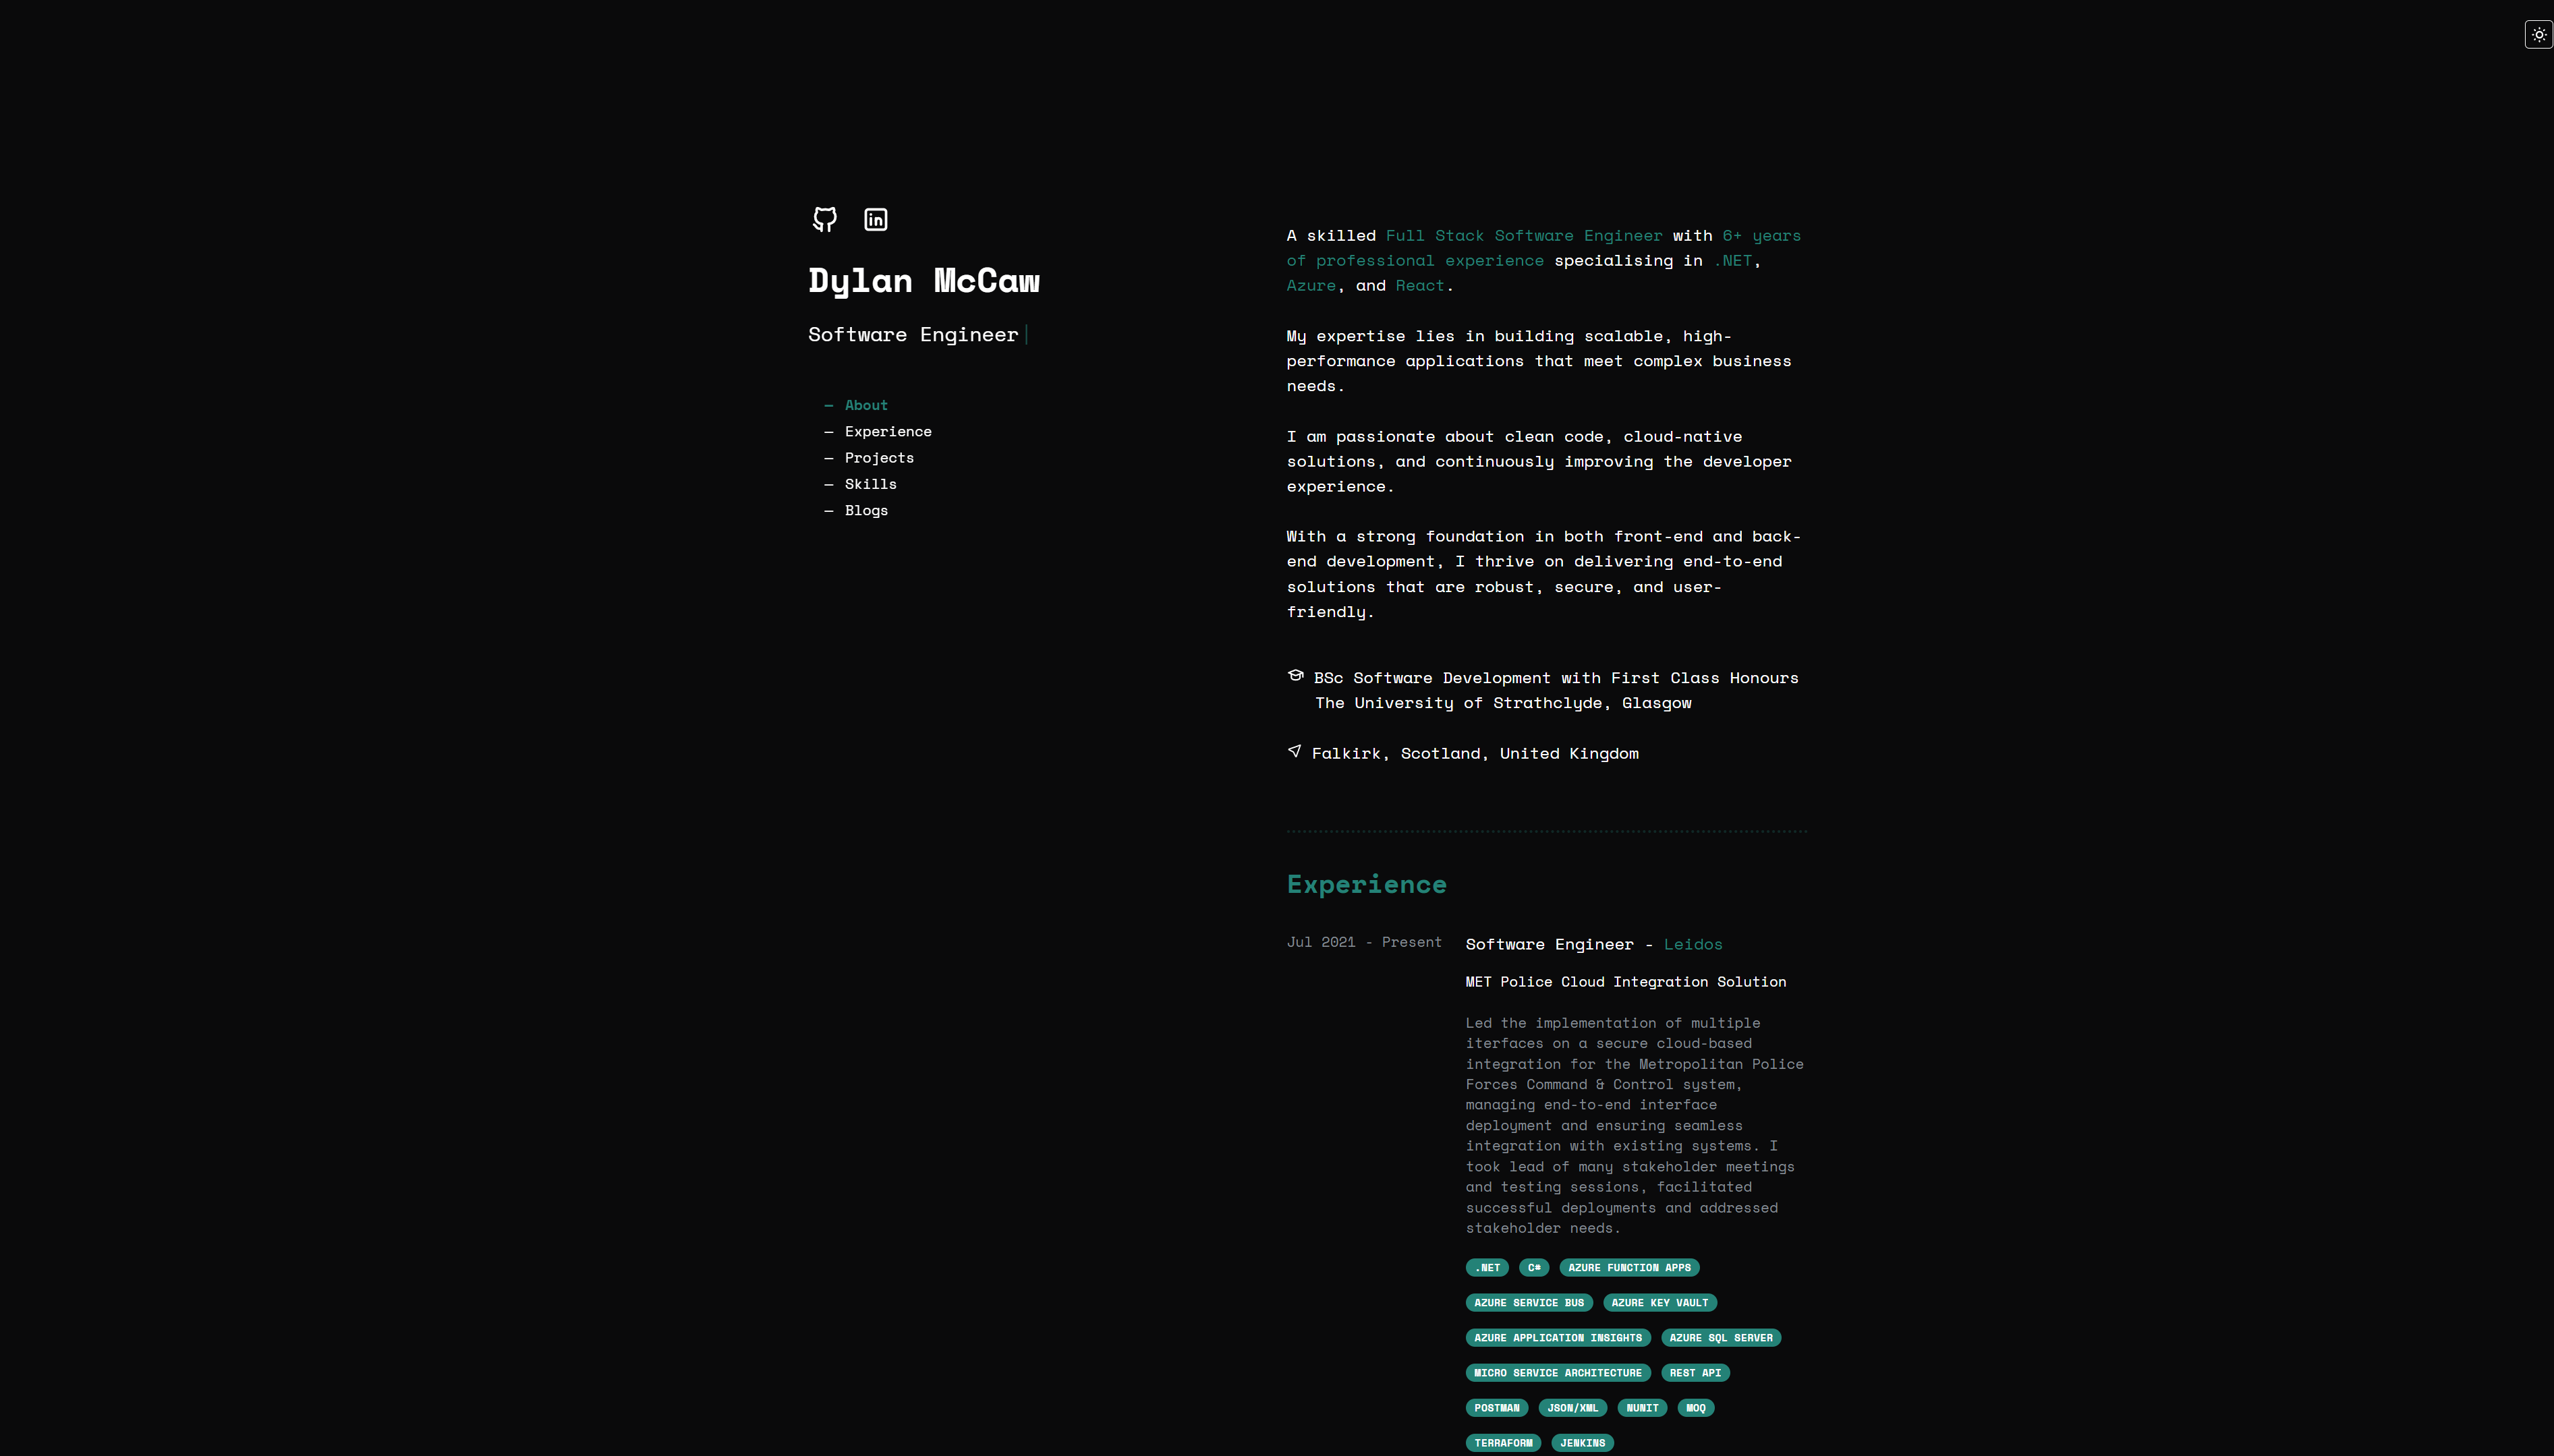 Dylan McCaw
Software Engineer
— About
— Experience
— Projects
— Skills
— Blogs
A skilled Full Stack Software Engineer with 6+ years
of professional experience specialising in .NET,
Azure, and React.
My expertise lies in building scalable, high-
performance applications that meet complex business
needs.
I am passionate about clean code, cloud-native
solutions, and continuously improving the developer
experience.
With a strong foundation in both front-end and back-
end development, I thrive on delivering end-to-end
solutions that are robust, secure, and user-
friendly.
BSc Software Development with First Class Honours
The University of Strathclyde, Glasgow
Falkirk, Scotland, United Kingdom
Experience
Jul 2021 - Present
Software Engineer - Leidos
MET Police Cloud Integration Solution
Led the implementation of multiple
iterfaces on a secure cloud-based
integration for the Metropolitan Police
Forces Command & Control system,
managing end-to-end interface
deployment and ensuring seamless
integration with existing systems. I
took lead of many stakeholder meetings
and testing sessions, facilitated
successful deployments and addressed
stakeholder needs.
.NET C# AZURE FUNCTION APPS
AZURE SERVICE BUS AZURE KEY VAULT
AZURE APPLICATION INSIGHTS AZURE SQL SERVER
MICRO SERVICE ARCHITECTURE REST API
POSTMAN JSON/XML NUNIT MOQ
TERRAFORM JENKINS